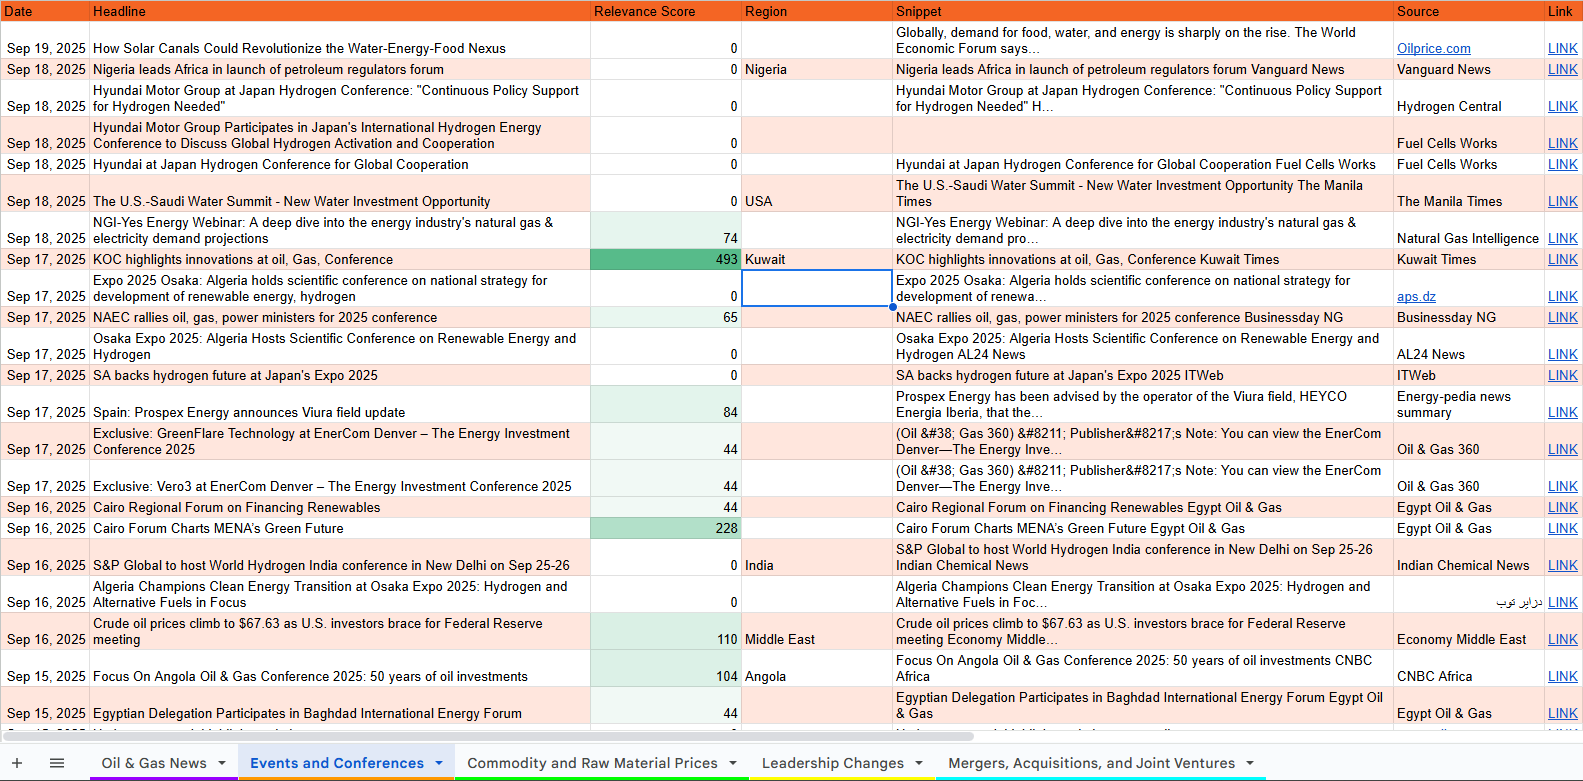 Date Headline Relevance Score Region Snippet Source Link
Globally, demand for food, water, and energy is sharply on the rise. The World
Sep 19, 2025 How Solar Canals Could Revolutionize the Water-Energy-Food Nexus 0 Economic Forum says... Oilprice.com LINK
Sep 18, 2025 Nigeria leads Africa in launch of petroleum regulators forum 0 Nigeria Nigeria leads Africa in launch of petroleum regulators forum Vanguard News Vanguard News LINK
Hyundai Motor Group at Japan Hydrogen Conference: "Continuous Policy Support Hyundai Motor Group at Japan Hydrogen Conference: "Continuous Policy Support
Sep 18, 2025 for Hydrogen Needed" 0 for Hydrogen Needed" H... Hydrogen Central LINK
Hyundai Motor Group Participates in Japan's International Hydrogen Energy
Sep 18, 2025 Conference to Discuss Global Hydrogen Activation and Cooperation 0 Fuel Cells Works LINK
Sep 18, 2025 Hyundai at Japan Hydrogen Conference for Global Cooperation 0 Hyundai at Japan Hydrogen Conference for Global Cooperation Fuel Cells Works Fuel Cells Works LINK
The U.S.-Saudi Water Summit - New Water Investment Opportunity The Manila
Sep 18, 2025 The U.S.-Saudi Water Summit - New Water Investment Opportunity 0 USA Times The Manila Times LINK
NGI-Yes Energy Webinar: A deep dive into the energy industry's natural gas & NGI-Yes Energy Webinar: A deep dive into the energy industry's natural gas &
Sep 18, 2025 electricity demand projections 74 electricity demand pro... Natural Gas Intelligence LINK
Sep 17, 2025 KOC highlights innovations at oil, Gas, Conference 493 Kuwait KOC highlights innovations at oil, Gas, Conference Kuwait Times Kuwait Times LINK
Expo 2025 Osaka: Algeria holds scientific conference on national strategy for Expo 2025 Osaka: Algeria holds scientific conference on national strategy for
Sep 17, 2025 development of renewable energy, hydrogen 0 development of renewa... aps.dz LINK
Sep 17, 2025 NAEC rallies oil, gas, power ministers for 2025 conference 65 NAEC rallies oil, gas, power ministers for 2025 conference Businessday NG Businessday NG LINK
Osaka Expo 2025: Algeria Hosts Scientific Conference on Renewable Energy and Osaka Expo 2025: Algeria Hosts Scientific Conference on Renewable Energy and
Sep 17, 2025 Hydrogen 0 Hydrogen AL24 News AL24 News LINK
Sep 17, 2025 SA backs hydrogen future at Japan's Expo 2025 0 SA backs hydrogen future at Japan's Expo 2025 ITWeb ITWeb LINK
Prospex Energy has been advised by the operator of the Viura field, HEYCO Energy-pedia news
Sep 17, 2025 Spain: Prospex Energy announces Viura field update 84 Energia Iberia, that the... summary LINK
Exclusive: GreenFlare Technology at EnerCom Denver – The Energy Investment (Oil &#38; Gas 360) &#8211; Publisher&#8217;s Note: You can view the EnerCom
Sep 17, 2025 Conference 2025 44 Denver—The Energy Inve... Oil & Gas 360 LINK
(Oil &#38; Gas 360) &#8211; Publisher&#8217;s Note: You can view the EnerCom
Sep 17, 2025 Exclusive: Vero3 at EnerCom Denver – The Energy Investment Conference 2025 44 Denver—The Energy Inve... Oil & Gas 360 LINK
Sep 16, 2025 Cairo Regional Forum on Financing Renewables 44 Cairo Regional Forum on Financing Renewables Egypt Oil & Gas Egypt Oil & Gas LINK
Sep 16, 2025 Cairo Forum Charts MENA's Green Future 228 Cairo Forum Charts MENA's Green Future Egypt Oil & Gas Egypt Oil & Gas LINK
S&P Global to host World Hydrogen India conference in New Delhi on Sep 25-26
Sep 16, 2025 S&P Global to host World Hydrogen India conference in New Delhi on Sep 25-26 0 India Indian Chemical News Indian Chemical News LINK
Algeria Champions Clean Energy Transition at Osaka Expo 2025: Hydrogen and Algeria Champions Clean Energy Transition at Osaka Expo 2025: Hydrogen and
Sep 16, 2025 Alternative Fuels in Focus 0 Alternative Fuels in Foc... دزاير توب LINK
Crude oil prices climb to $67.63 as U.S. investors brace for Federal Reserve Crude oil prices climb to $67.63 as U.S. investors brace for Federal Reserve
Sep 16, 2025 meeting 110 Middle East meeting Economy Middle... Economy Middle East LINK
Focus On Angola Oil & Gas Conference 2025: 50 years of oil investments CNBC
Sep 15, 2025 Focus On Angola Oil & Gas Conference 2025: 50 years of oil investments 104 Angola Africa CNBC Africa LINK
Egyptian Delegation Participates in Baghdad International Energy Forum Egypt Oil
Sep 15, 2025 Egyptian Delegation Participates in Baghdad International Energy Forum 44 & Gas Egypt Oil & Gas LINK
Oil & Gas News Events and Conferences Commodity and Raw Material Prices Leadership Changes Mergers, Acquisitions, and Joint Ventures